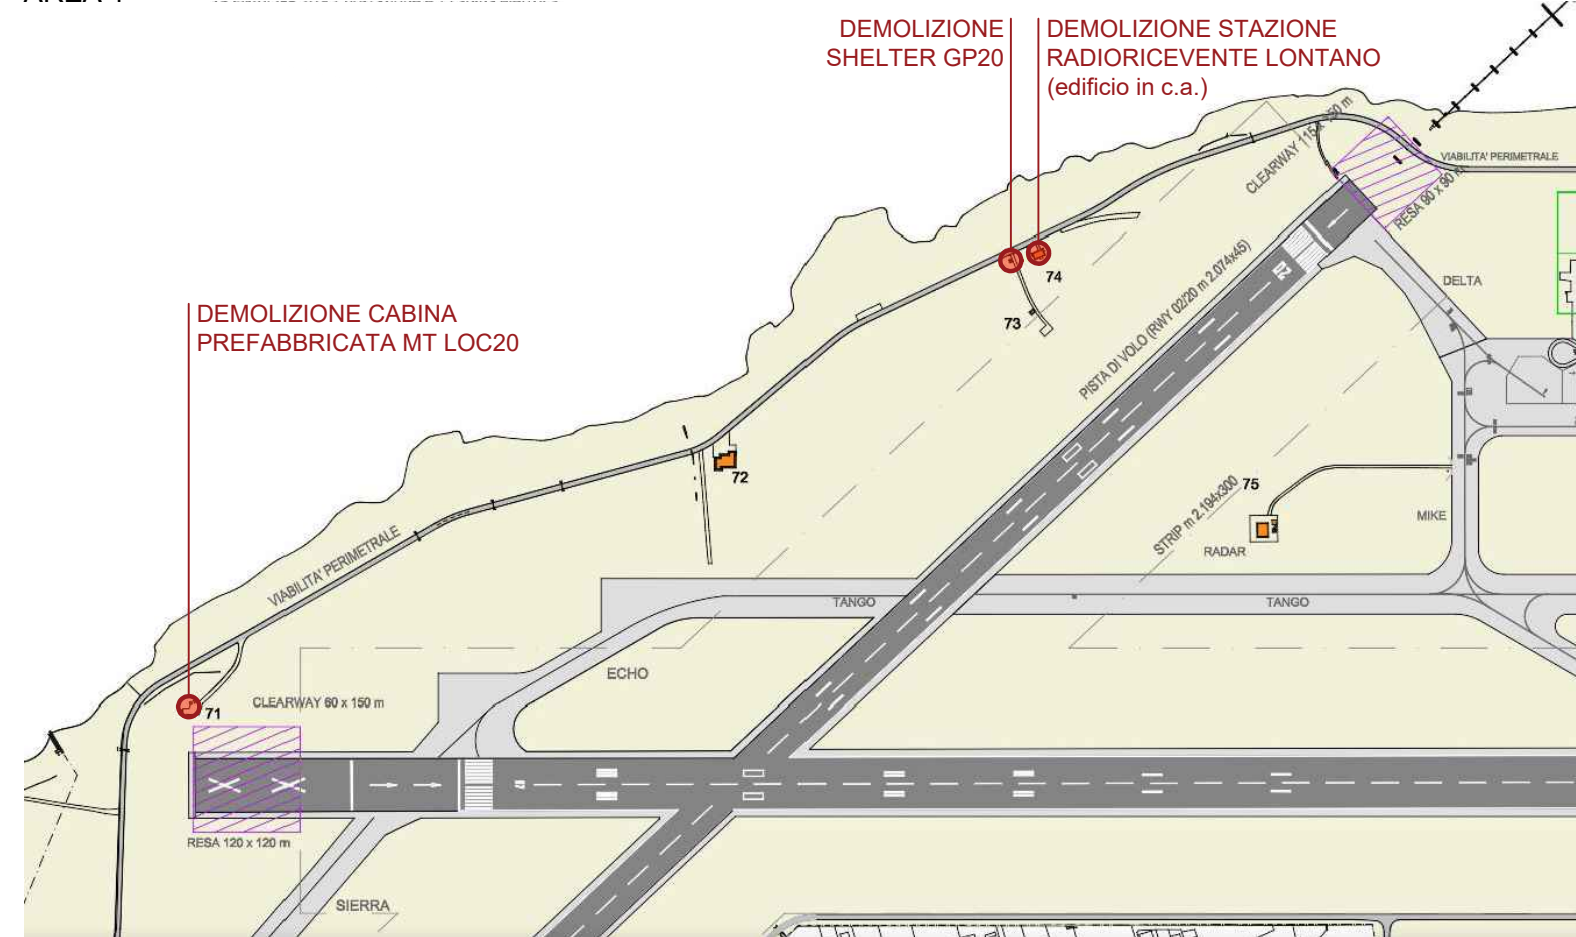 DEMOLIZIONE
SHELTER GP20
DEMOLIZIONE STAZIONE
RADIORICEVENTE LONTANO
(edificio in c.a.)
CLEARWAY 115 x 150 m
VIABILITA' PERIMETRALE
RESA 90 x 90 m
DELTA
74
73
PISTA DI VOLO (RWY 02/20 m 2.074x45)
20
DEMOLIZIONE CABINA
PREFABBRICATA MT LOC20
72
75
STRIP m 2.194x300
MIKE
RADAR
VIABILITA' PERIMETRALE
TANGO
TANGO
ECHO
CLEARWAY 60 x 150 m
71
RESA 120 x 120 m
SIERRA